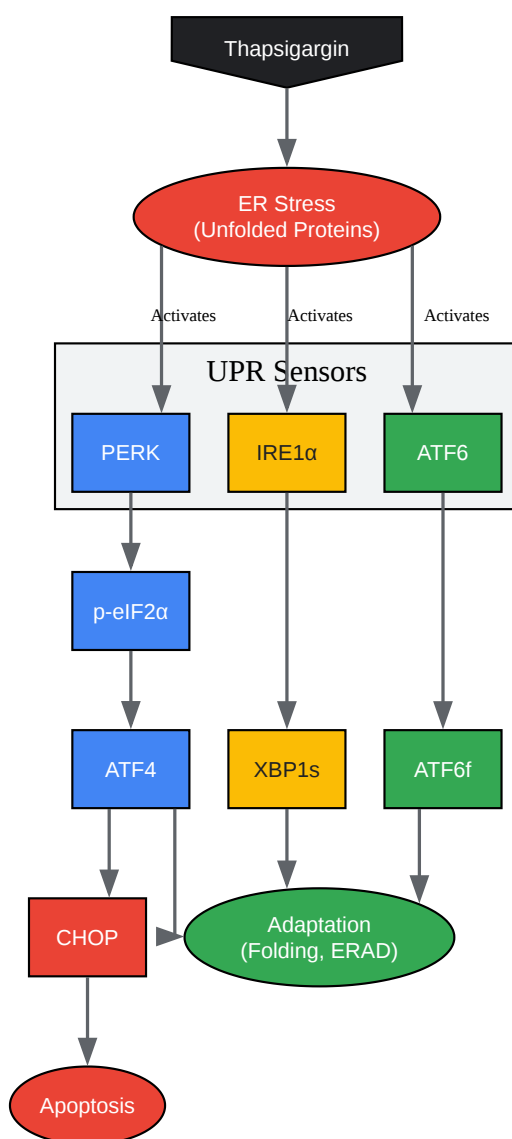 Thapsigargin
ER Stress
(Unfolded Proteins)
Activates
Activates
Activates
UPR Sensors
PERK
IRE1α
ATF6
p-eIF2α
ATF4
XBP1s
ATF6f
CHOP
Adaptation
(Folding, ERAD)
Apoptosis